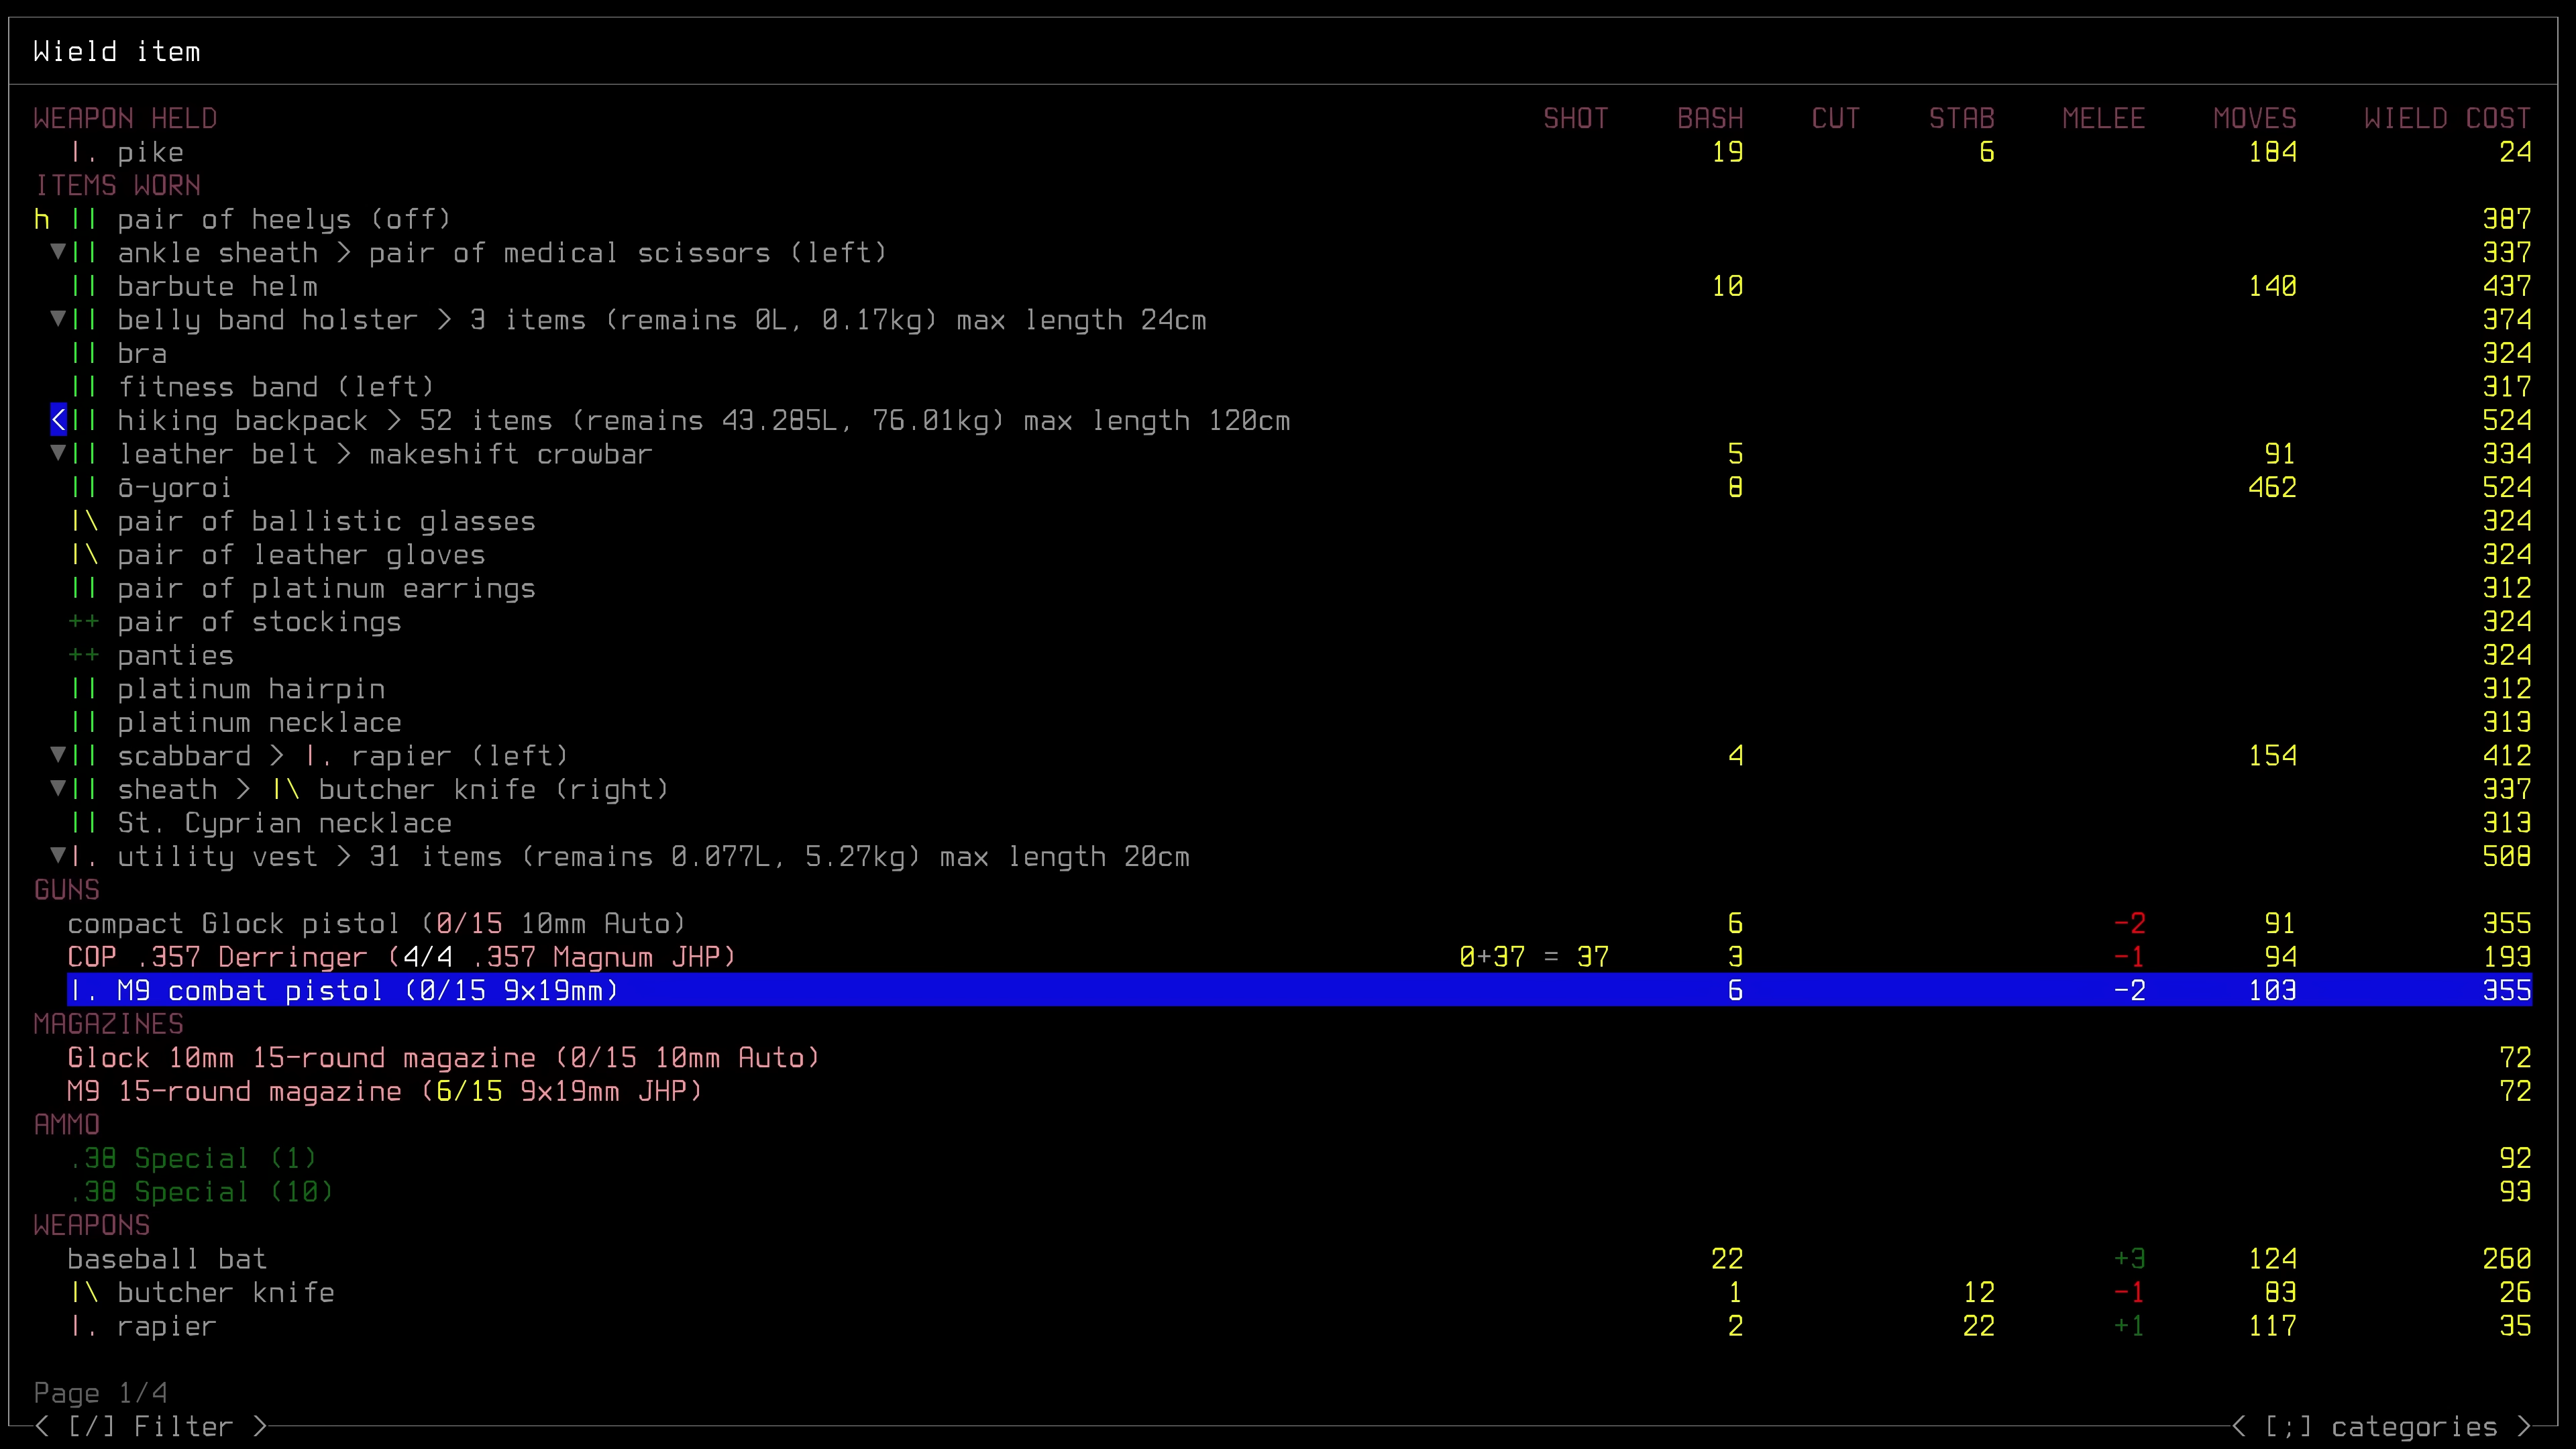 Wield item
WEAPON HELD SHOT BASH CUT STAB MELEE MOVES WIELD COST
|. pike 19 6 184 24
ITEMS WORN
h || pair of heelys (off) 387
▼|| ankle sheath > pair of medical scissors (left) 337
|| barbute helm 10 140 437
▼|| belly band holster > 3 items (remains 0L, 0.17kg) max length 24cm 374
|| bra 324
|| fitness band (left) 317
<|| hiking backpack > 52 items (remains 43.285L, 76.01kg) max length 120cm 524
▼|| leather belt > makeshift crowbar 5 91 334
|| ō-yoroi 8 462 524
|\ pair of ballistic glasses 324
|\ pair of leather gloves 324
|| pair of platinum earrings 312
++ pair of stockings 324
++ panties 324
|| platinum hairpin 312
|| platinum necklace 313
▼|| scabbard > |. rapier (left) 4 154 412
▼|| sheath > |\ butcher knife (right) 337
|| St. Cyprian necklace 313
▼|. utility vest > 31 items (remains 0.077L, 5.27kg) max length 20cm 508
GUNS
compact Glock pistol (0/15 10mm Auto) 6 -2 91 355
COP .357 Derringer (4/4 .357 Magnum JHP) 0+37 = 37 3 -1 94 193
|. M9 combat pistol (0/15 9x19mm) 6 -2 103 355
MAGAZINES
Glock 10mm 15-round magazine (0/15 10mm Auto) 72
M9 15-round magazine (6/15 9x19mm JHP) 72
AMMO
.38 Special (1) 92
.38 Special (10) 93
WEAPONS
baseball bat 22 +3 124 260
|\ butcher knife 1 12 -1 83 26
|. rapier 2 22 +1 117 35
Page 1/4
< [/] Filter > < [;] categories >